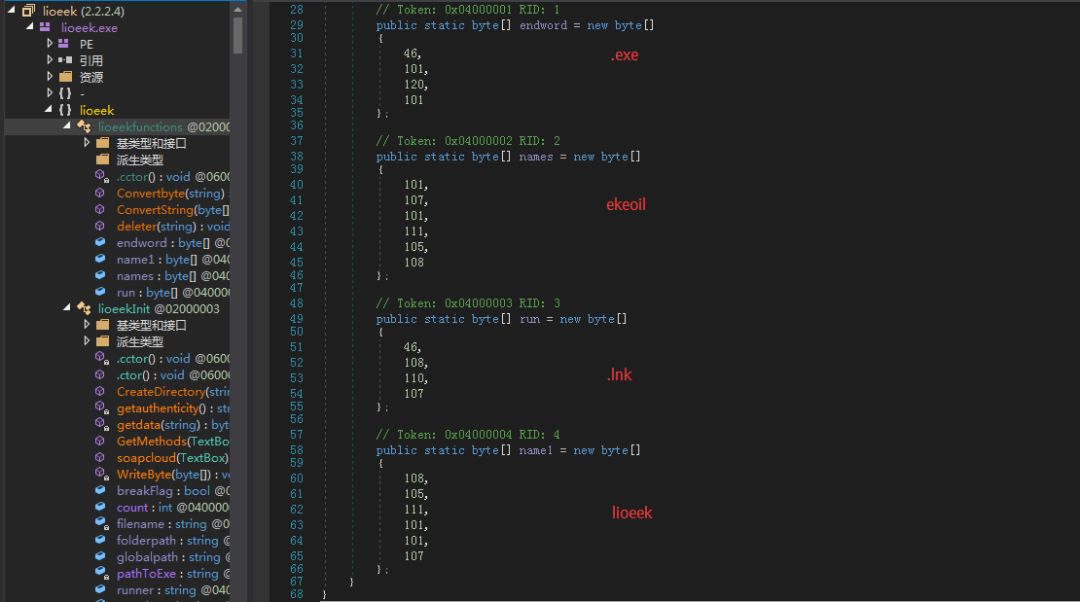 lioeek (2.2.2.4)
lioeek.exe
PE
引用
资源
{ } -
{ } lioeek
lioeekfunctions @0200
基类型和接口
派生类型
.cctor() : void @0600
Convertbyte(string)
ConvertString(byte[]
deleter(string) : void
endword : byte[] @0
name1 : byte[] @040
names : byte[] @040
run : byte[] @04000
lioeekInit @02000003
基类型和接口
派生类型
.cctor() : void @0600
.ctor() : void @0600
CreateDirectory(strin
getauthenticity() : str
getdata(string) : byt
GetMethods(TextBo
soapcloud(TextBox)
WriteByte(byte[]) : v
breakFlag : bool @0
count : int @040000
filename : string @0
folderpath : string @
globalpath : string @
pathToExe : string @
runner : string @040
28 // Token: 0x04000001 RID: 1
29 public static byte[] endword = new byte[]
30 {
31 46, .exe
32 101,
33 120,
34 101
35 };
36
37 // Token: 0x04000002 RID: 2
38 public static byte[] names = new byte[]
39 {
40 101,
41 107, ekeoil
42 101,
43 111,
44 105,
45 108
46 };
47
48 // Token: 0x04000003 RID: 3
49 public static byte[] run = new byte[]
50 {
51 46,
52 108, .lnk
53 110,
54 107
55 };
56
57 // Token: 0x04000004 RID: 4
58 public static byte[] name1 = new byte[]
59 {
60 108,
61 105,
62 111, lioeek
63 101,
64 101,
65 107
66 };
67 }
68 }